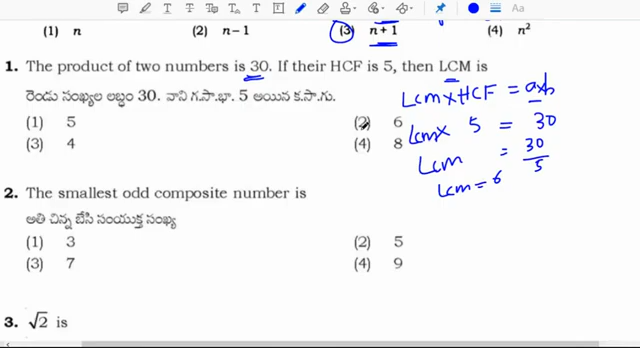 (1) n (2) n – 1 (3) n + 1 (4) n²
1. The product of two numbers is 30. If their HCF is 5, then LCM is
రెండు సంఖ్యల లబ్ధం 30. వాని గ.సా.భా. 5 అయిన క.సా.గు.
(1) 5 (2) 6
(3) 4 (4) 8
Lcm x HCF = axb
Lcm x 5 = 30
Lcm = 30/5
Lcm = 6
2. The smallest odd composite number is
అతి చిన్న బేసి సంయుక్త సంఖ్య
(1) 3 (2) 5
(3) 7 (4) 9
3. √2 is